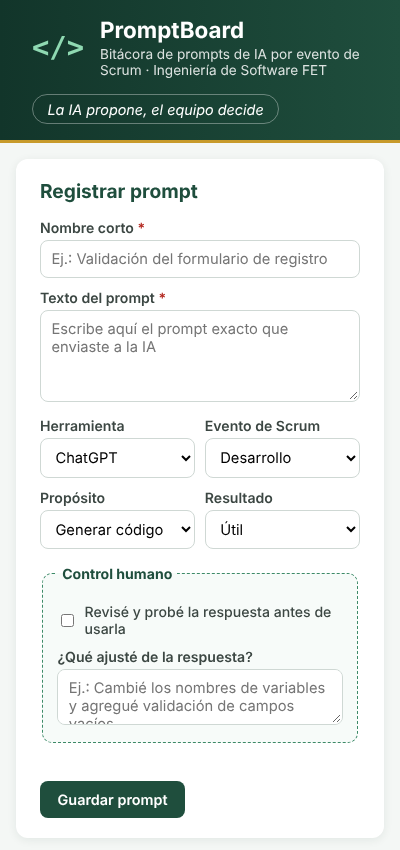 </>
PromptBoard
Bitácora de prompts de IA por evento de
Scrum · Ingeniería de Software FET
La IA propone, el equipo decide
Registrar prompt
Nombre corto *
Ej.: Validación del formulario de registro
Texto del prompt *
Escribe aquí el prompt exacto que
enviaste a la IA
Herramienta
Evento de Scrum
ChatGPT
Desarrollo
Propósito
Resultado
Generar código
Útil
Control humano
Revisé y probé la respuesta antes de
usarla
¿Qué ajusté de la respuesta?
Ej.: Cambié los nombres de variables
y agregué validación de campos
vacíos
Guardar prompt